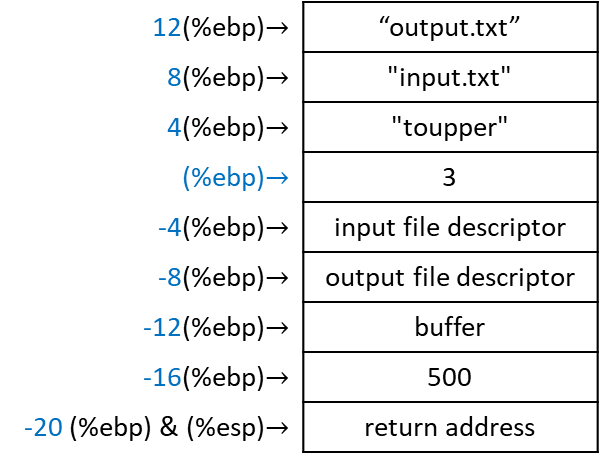 12(%ebp)→ “output.txt”
8(%ebp)→ "input.txt"
4(%ebp)→ "toupper"
(%ebp)→ 3
-4(%ebp)→ input file descriptor
-8(%ebp)→ output file descriptor
-12(%ebp)→ buffer
-16(%ebp)→ 500
-20 (%ebp) & (%esp)→ return address